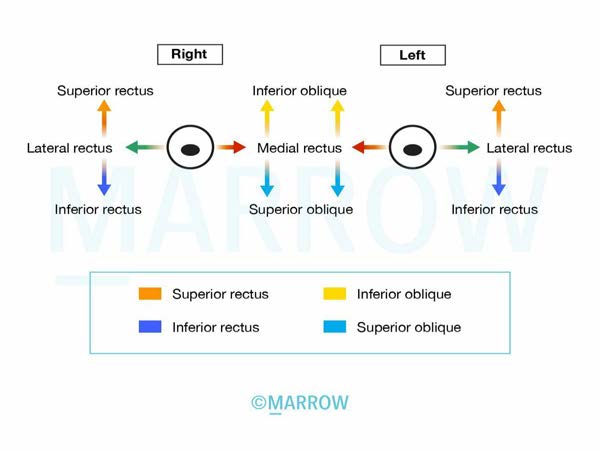 Right Left
Superior rectus Inferior oblique Superior rectus
Lateral rectus Medial rectus Lateral rectus
Inferior rectus Superior oblique Inferior rectus
MARROW
Superior rectus Inferior oblique
Inferior rectus Superior oblique
©MARROW